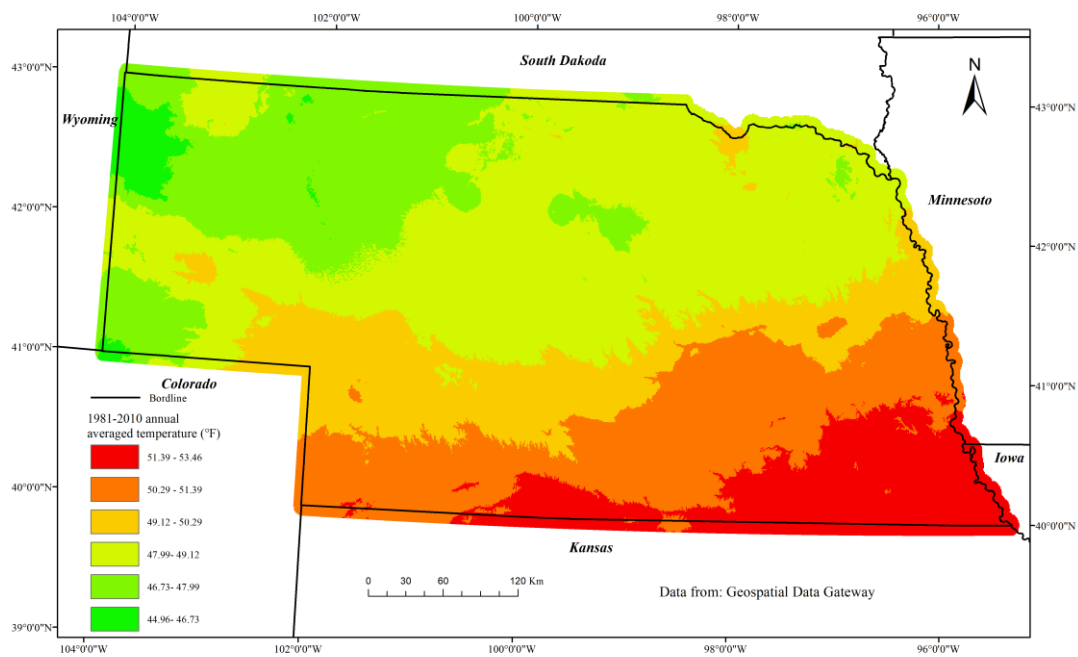 104°0'0"W
102°0'0"W
100°0'0"W
98°0'0"W
96°0'0"W
43°0'0"N
South Dakoda
N
43°0'0"N
Wyoming
42°0'0"N
Minnesoto
42°0'0"N
41°0'0"N
41°0'0"N
Colorado
Bordline
1981-2010 annual
averaged temperature (°F)
51.39 - 53.46
Iowa
50.29 - 51.39
40°0'0"N
40°0'0"N
49.12 - 50.29
Kansas
47.99- 49.12
0 30 60 120 Km
Data from: Geospatial Data Gateway
46.73- 47.99
44.96- 46.73
39°0'0"N
104°0'0"W
102°0'0"W
100°0'0"W
98°0'0"W
96°0'0"W